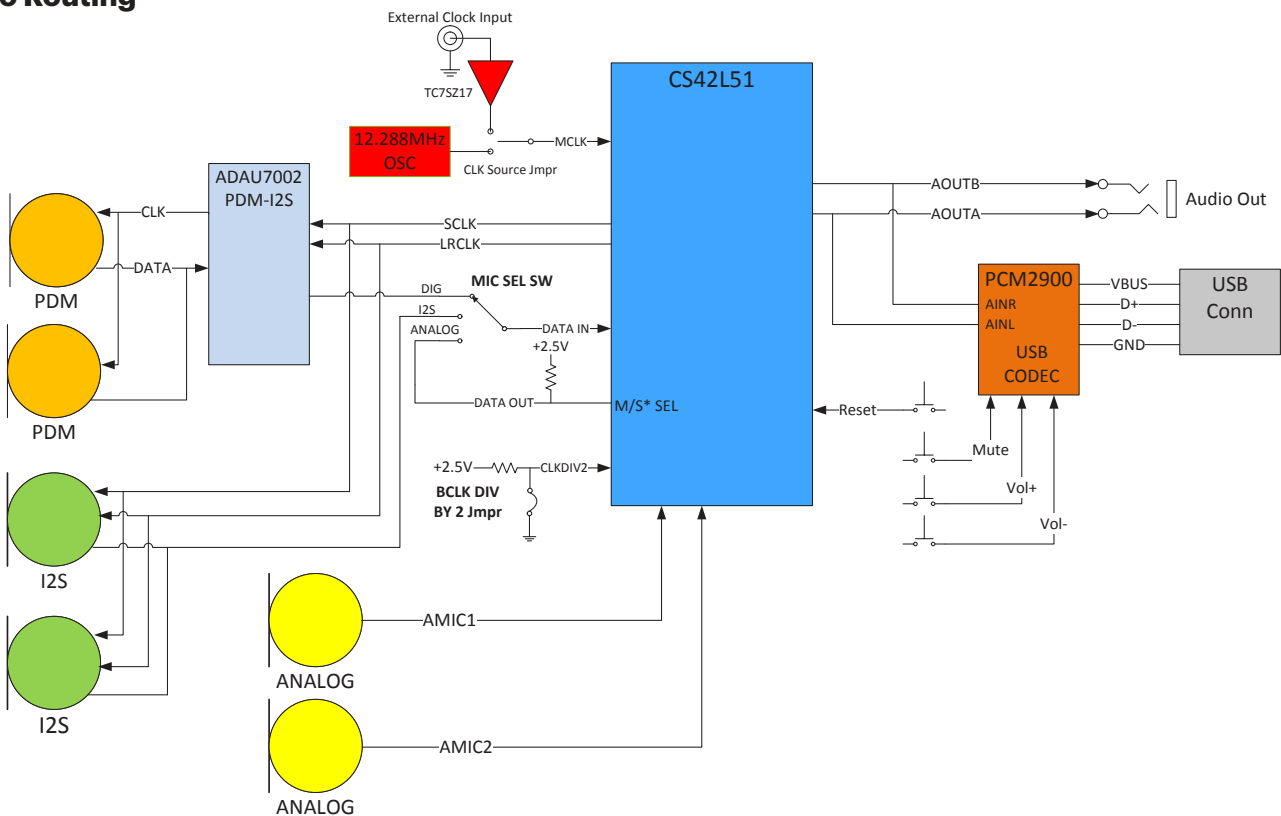 Routing
External Clock Input
TC7SZ17
12.288MHz
OSC
MCLK
CLK Source Jmpr
CS42L51
ADAU7002
PDM-I2S
CLK
DATA
PDM
PDM
SCLK
LRCLK
MIC SEL SW
DIG
I2S
ANALOG
DATA IN
+2.5V
DATA OUT
M/S* SEL
+2.5V
CLKDIV2
BCLK DIV
BY 2 Jmpr
AOUTB
AOUTA
Audio Out
PCM2900
AINR
AINL
USB
CODEC
VBUS
D+
D-
GND
USB
Conn
Reset
Mute
Vol+
Vol-
I2S
I2S
AMIC1
ANALOG
AMIC2
ANALOG